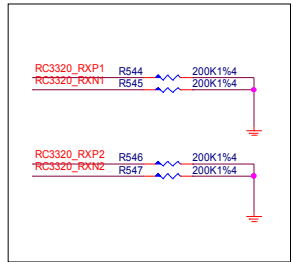 RC3320_RXP1 R544 200K1%4
RC3320_RXN1 R545 200K1%4
RC3320_RXP2 R546 200K1%4
RC3320_RXN2 R547 200K1%4